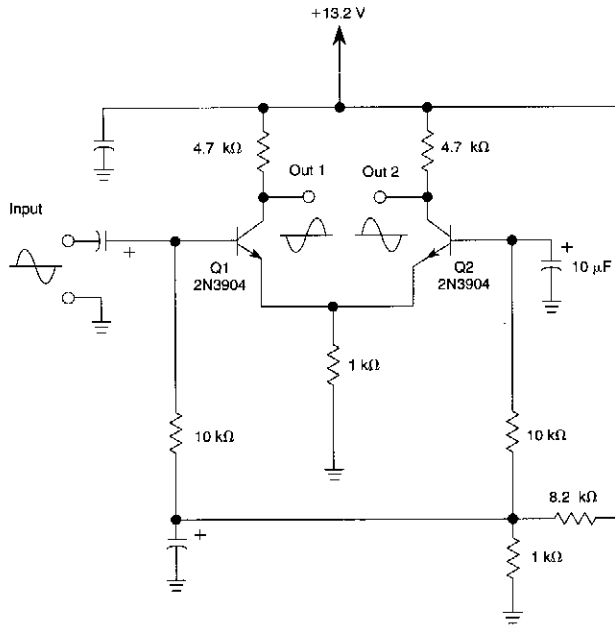 +13.2 V
4.7 kΩ
4.7 kΩ
Out 1
Out 2
Input
+
Q1
2N3904
Q2
2N3904
+
10 µF
1 kΩ
10 kΩ
10 kΩ
8.2 kΩ
+
1 kΩ